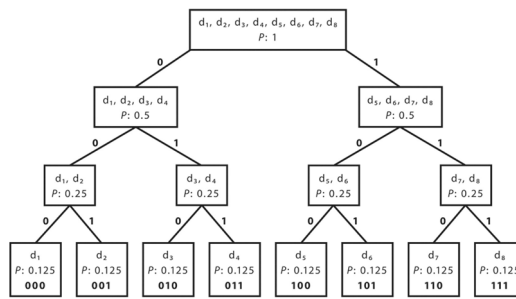 d₁, d₂, d₃, d₄, d₅, d₆, d₇, d₈
P: 1
0 1
d₁, d₂, d₃, d₄
P: 0.5
d₅, d₆, d₇, d₈
P: 0.5
0 1 0 1
d₁, d₂
P: 0.25
d₃, d₄
P: 0.25
d₅, d₆
P: 0.25
d₇, d₈
P: 0.25
0 1 0 1 0 1 0 1
d₁
P: 0.125
000
d₂
P: 0.125
001
d₃
P: 0.125
010
d₄
P: 0.125
011
d₅
P: 0.125
100
d₆
P: 0.125
101
d₇
P: 0.125
110
d₈
P: 0.125
111